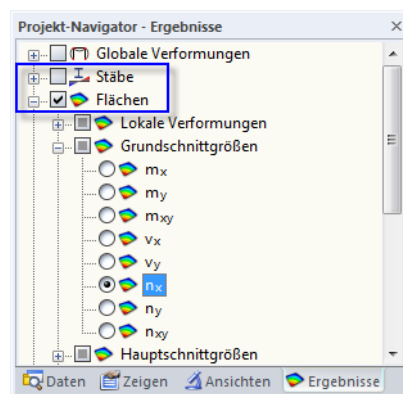 Projekt-Navigator - Ergebnisse
Globale Verformungen
Stäbe
Flächen
Lokale Verformungen
Grundschnittgrößen
mx
my
mxy
vx
vy
nx
ny
nxy
Hauptschnittgrößen
Daten Zeigen Ansichten Ergebnisse